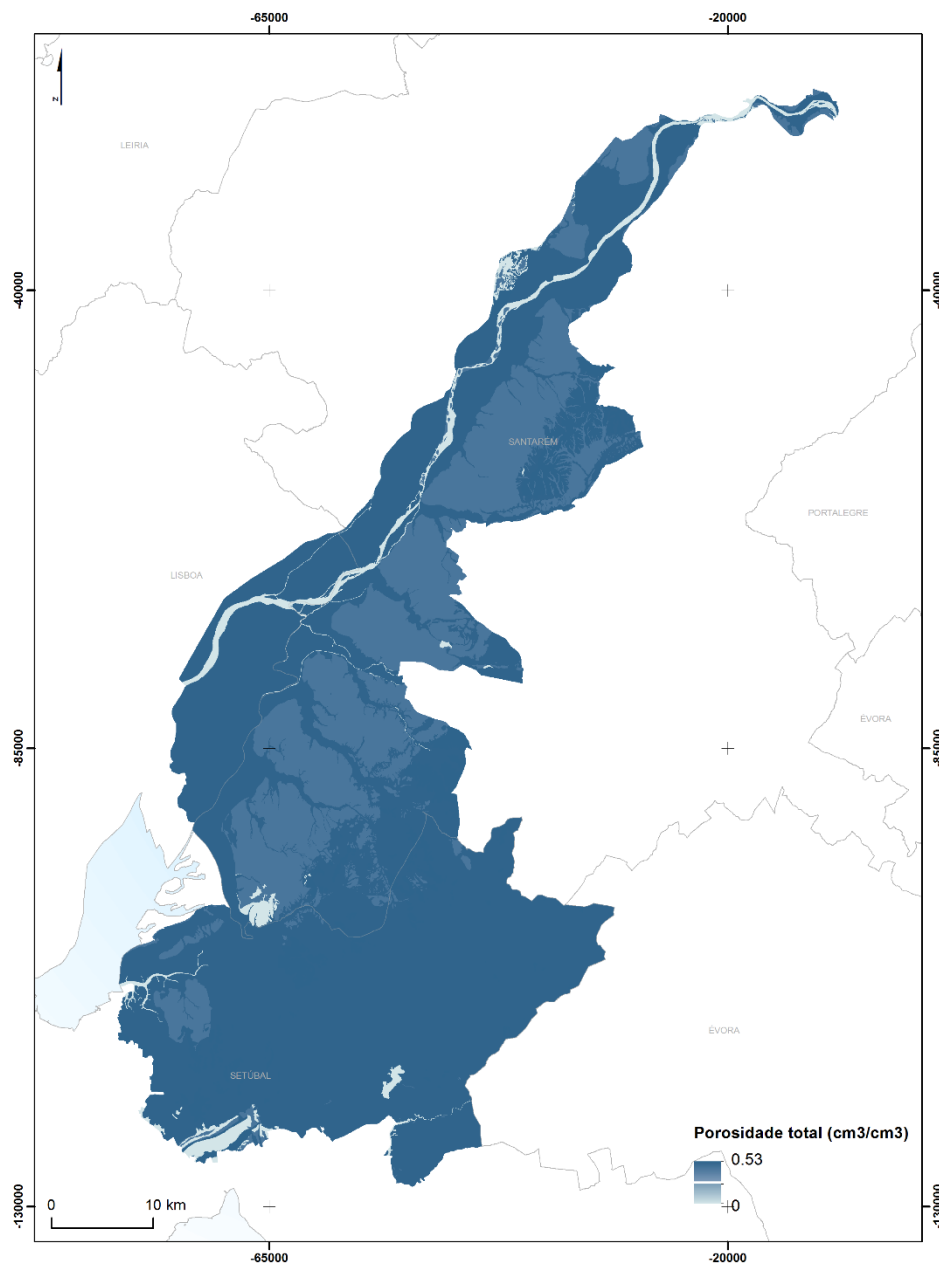 -65000
-20000
N
LEIRIA
-40000
-40000
SANTARÉM
PORTALEGRE
LISBOA
ÉVORA
-85000
-85000
ÉVORA
SETÚBAL
Porosidade total (cm3/cm3)
0.53
0
0
10 km
-130000
-130000
-65000
-20000